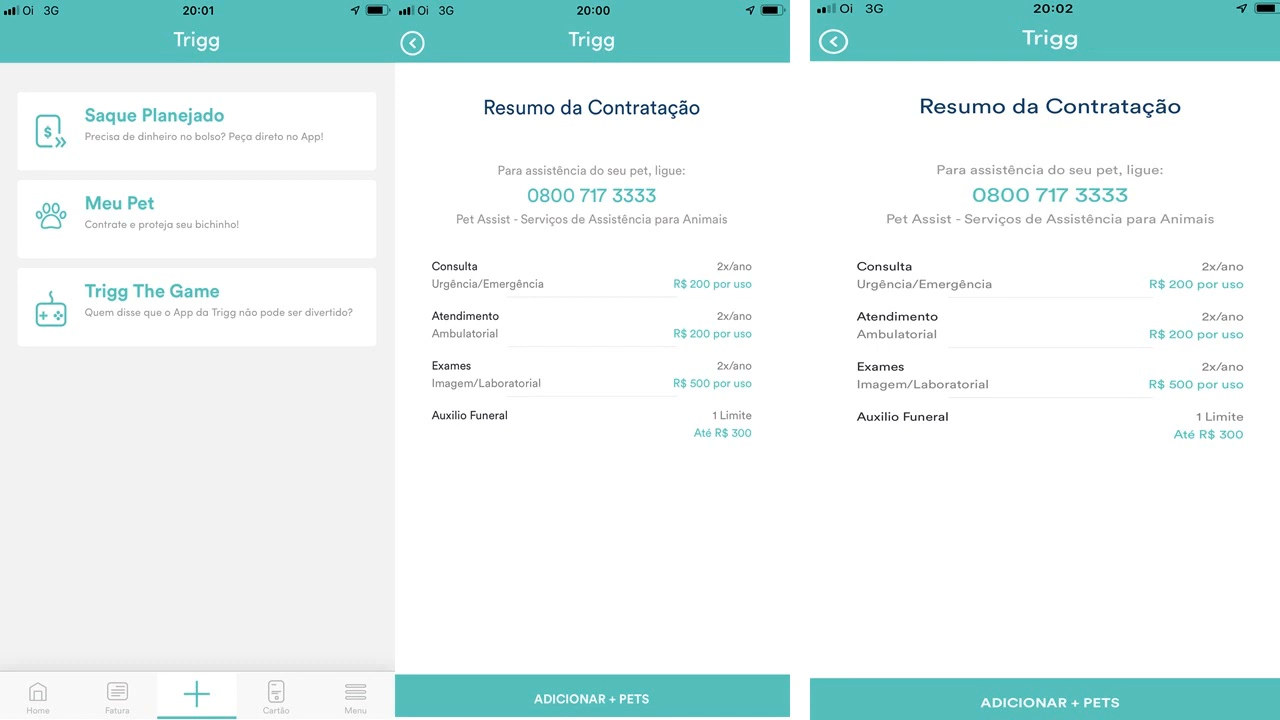 Oi 3G 20:01
Trigg
Saque Planejado
Precisa de dinheiro no bolso? Peça direto no App!
Meu Pet
Contrate e proteja seu bichinho!
Trigg The Game
Quem disse que o App da Trigg não pode ser divertido?
Home Fatura Cartão Menu
Oi 3G 20:00
Trigg
Resumo da Contratação
Para assistência do seu pet, ligue:
0800 717 3333
Pet Assist - Serviços de Assistência para Animais
Consulta 2x/ano
Urgência/Emergência R$ 200 por uso
Atendimento 2x/ano
Ambulatorial R$ 200 por uso
Exames 2x/ano
Imagem/Laboratorial R$ 500 por uso
Auxilio Funeral 1 Limite
Até R$ 300
ADICIONAR + PETS
Oi 3G 20:02
Trigg
Resumo da Contratação
Para assistência do seu pet, ligue:
0800 717 3333
Pet Assist - Serviços de Assistência para Animais
Consulta 2x/ano
Urgência/Emergência R$ 200 por uso
Atendimento 2x/ano
Ambulatorial R$ 200 por uso
Exames 2x/ano
Imagem/Laboratorial R$ 500 por uso
Auxilio Funeral 1 Limite
Até R$ 300
ADICIONAR + PETS